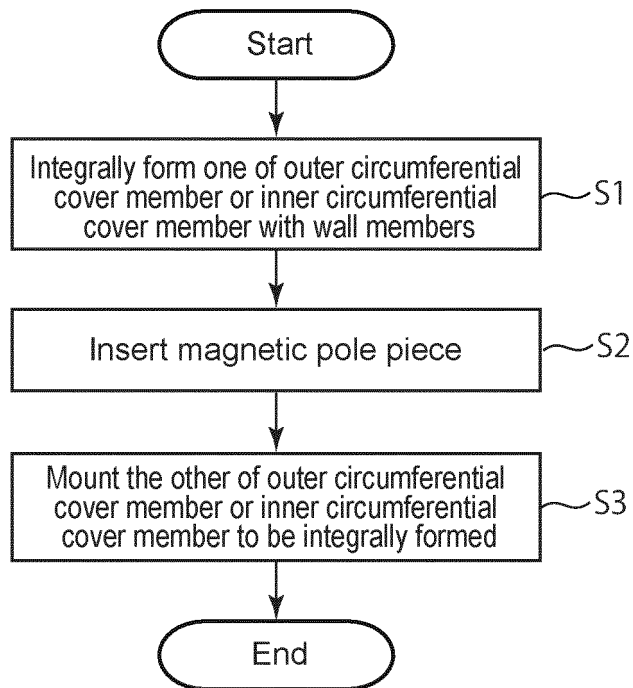 Start
Integrally form one of outer circumferential
cover member or inner circumferential
cover member with wall members
S1
Insert magnetic pole piece
S2
Mount the other of outer circumferential
cover member or inner circumferential
cover member to be integrally formed
S3
End